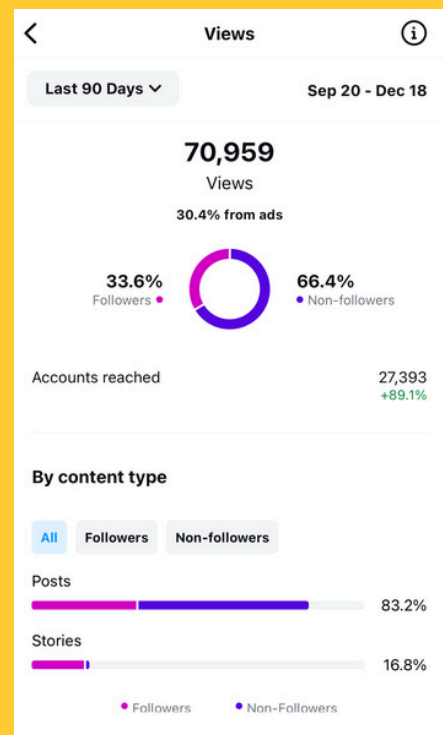 Views
Last 90 Days
Sep 20 - Dec 18
70,959
Views
30.4% from ads
33.6%
Followers
66.4%
Non-followers
Accounts reached
27,393
+89.1%
By content type
All
Followers
Non-followers
Posts
83.2%
Stories
16.8%
Followers
Non-Followers